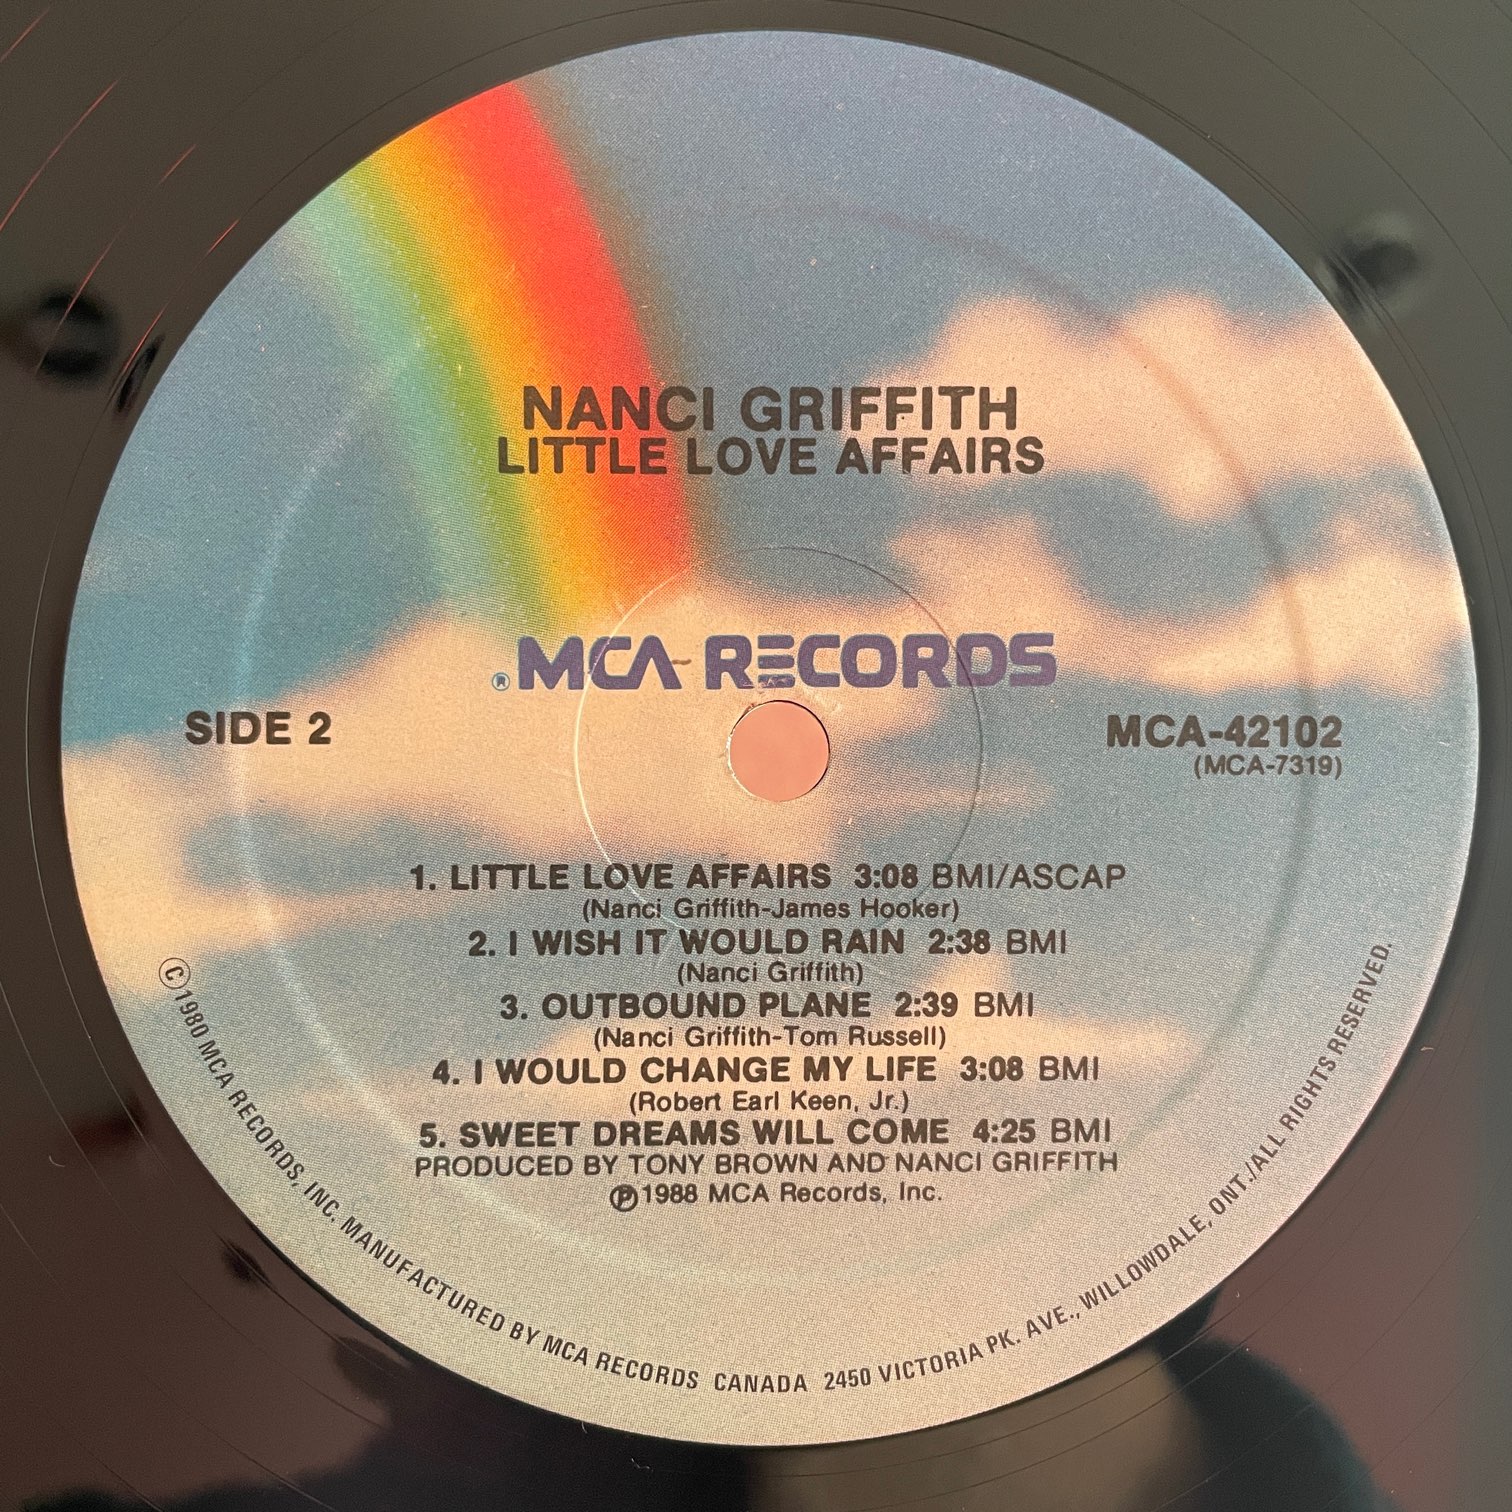 NANCI GRIFFITH
LITTLE LOVE AFFAIRS
® MCA RECORDS
SIDE 2
MCA-42102
(MCA-7319)
1. LITTLE LOVE AFFAIRS 3:08 BMI/ASCAP
(Nanci Griffith-James Hooker)
2. I WISH IT WOULD RAIN 2:38 BMI
(Nanci Griffith)
3. OUTBOUND PLANE 2:39 BMI
(Nanci Griffith-Tom Russell)
4. I WOULD CHANGE MY LIFE 3:08 BMI
(Robert Earl Keen, Jr.)
5. SWEET DREAMS WILL COME 4:25 BMI
PRODUCED BY TONY BROWN AND NANCI GRIFFITH
℗ 1988 MCA Records, Inc.
© 1980 MCA RECORDS, INC. MANUFACTURED BY MCA RECORDS CANADA 2450 VICTORIA PK. AVE., WILLOWDALE, ONT./ALL RIGHTS RESERVED.